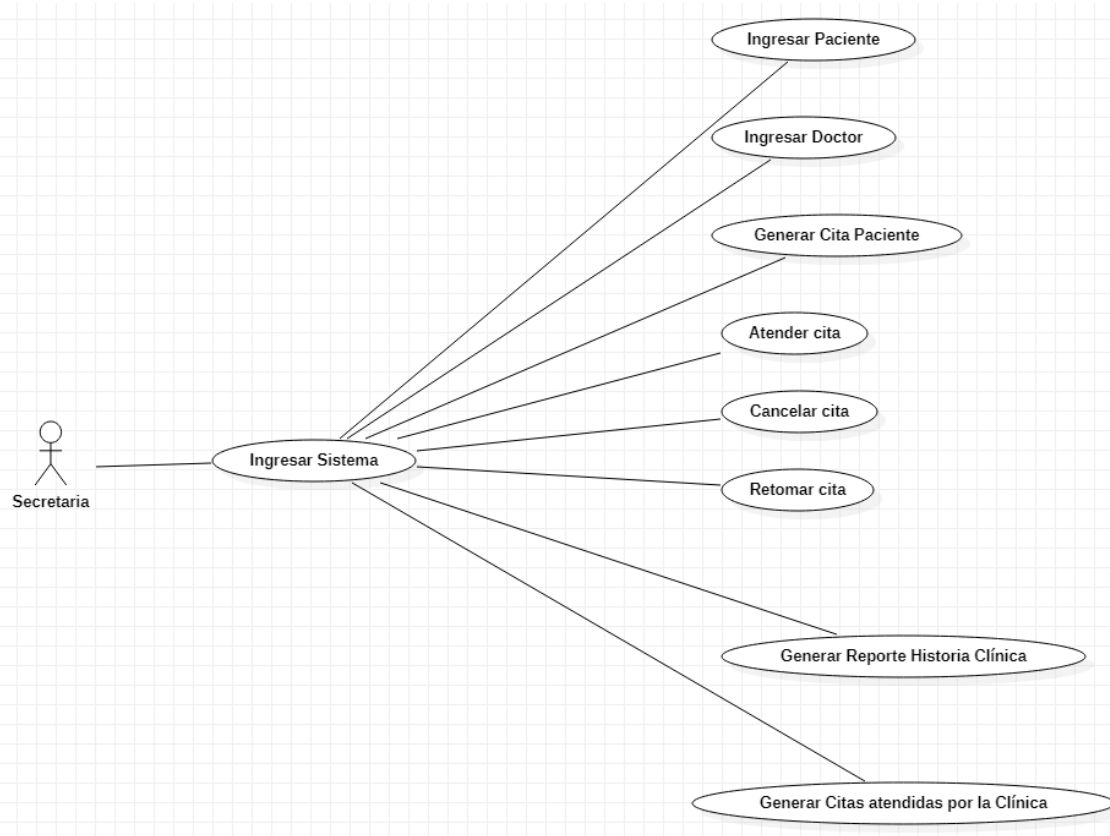 Ingresar Paciente
Ingresar Doctor
Generar Cita Paciente
Atender cita
Cancelar cita
Ingresar Sistema
Retomar cita
Secretaria
Generar Reporte Historia Clínica
Generar Citas atendidas por la Clínica